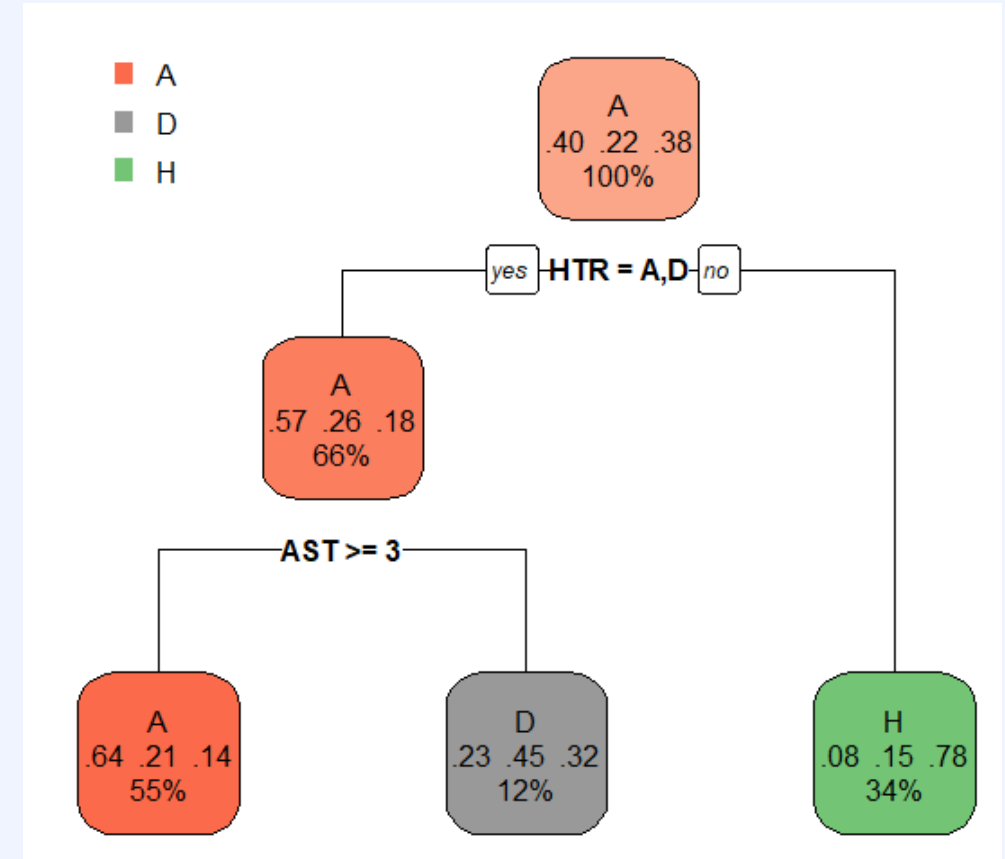 A
D
H
A
.40 .22 .38
100%
yes HTR = A,D no
A
.57 .26 .18
66%
AST >= 3
A
.64 .21 .14
55%
D
.23 .45 .32
12%
H
.08 .15 .78
34%